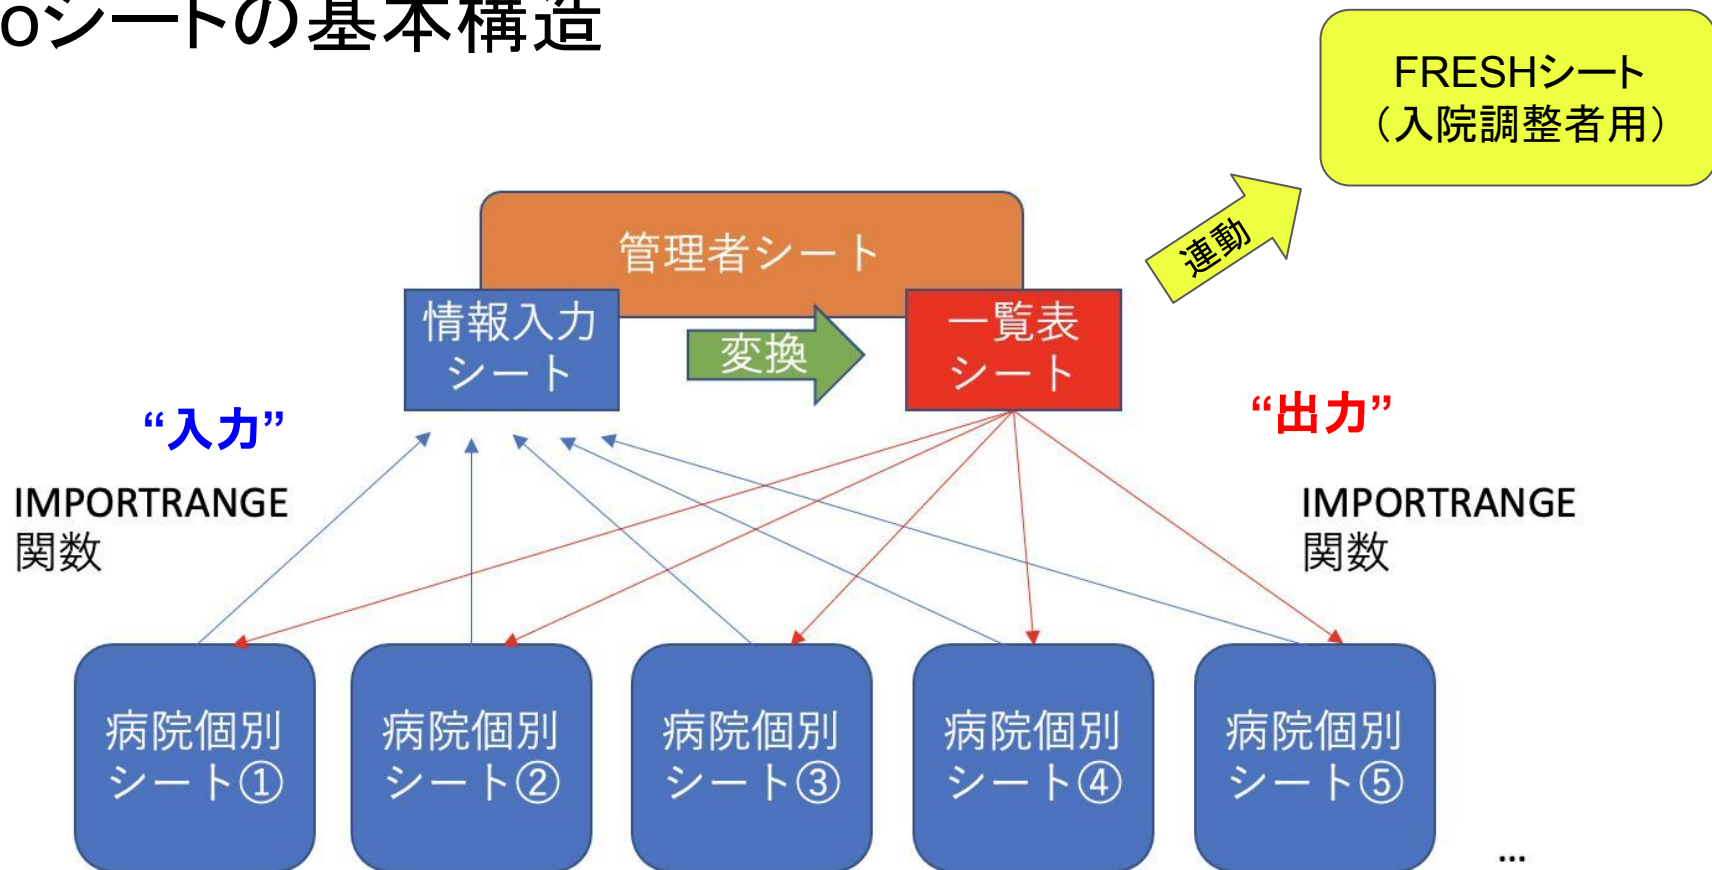 oシートの基本構造
FRESHシート
（入院調整者用）
連動
管理者シート
情報入力
シート
変換
一覧表
シート
“入力”
“出力”
IMPORTRANGE
関数
IMPORTRANGE
関数
病院個別
シート①
病院個別
シート②
病院個別
シート③
病院個別
シート④
病院個別
シート⑤
...